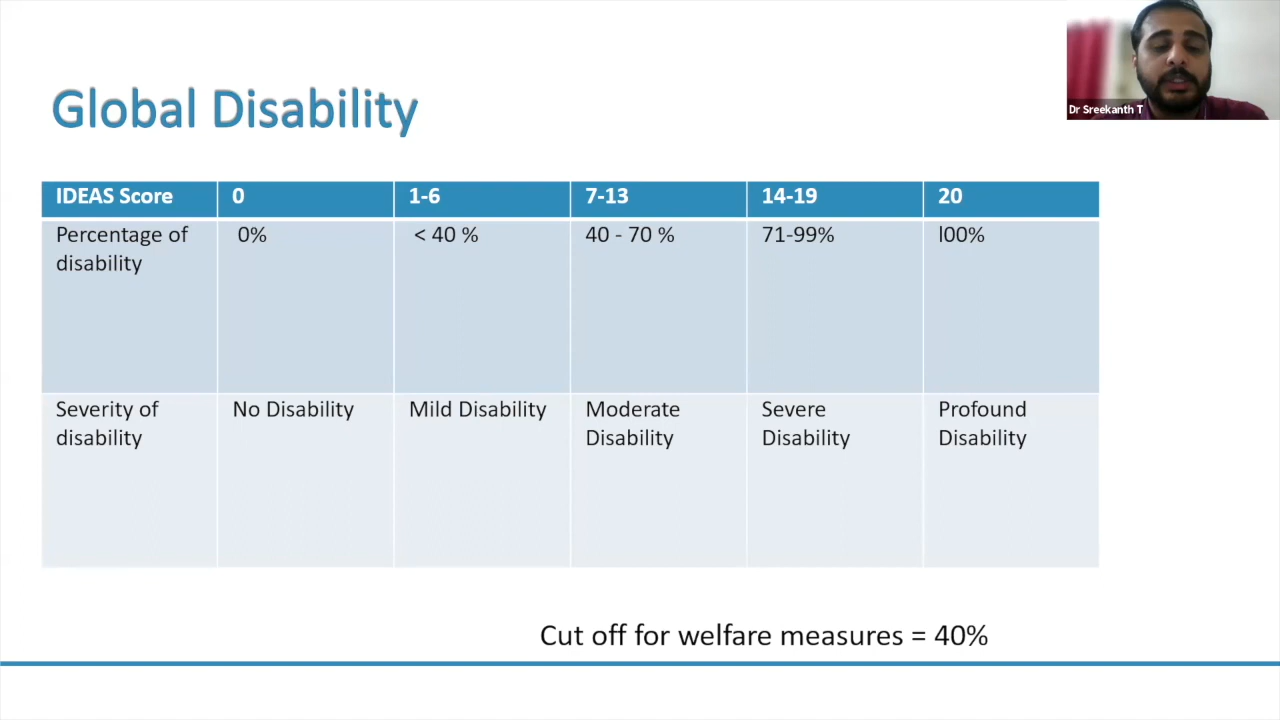 Dr Sreekanth T
Global Disability
IDEAS Score 0 1-6 7-13 14-19 20
Percentage of 0% < 40 % 40 - 70 % 71-99% l00%
disability
Severity of No Disability Mild Disability Moderate Severe Profound
disability Disability Disability Disability
Cut off for welfare measures = 40%